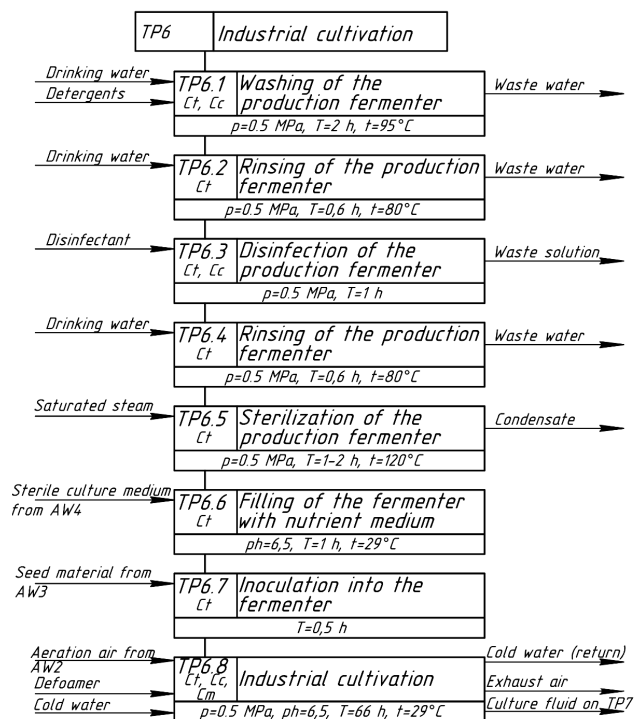 TP6 Industrial cultivation
Drinking water
Detergents
TP6.1 Washing of the
Ct, Cc production fermenter
Waste water
p=0.5 MPa, T=2 h, t=95°C
Drinking water
TP6.2 Rinsing of the production
Ct fermenter
Waste water
p=0.5 MPa, T=0,6 h, t=80°C
Disinfectant
TP6.3 Disinfection of the
Ct, Cc production fermenter
Waste solution
p=0.5 MPa, T=1 h
Drinking water
TP6.4 Rinsing of the production
Ct fermenter
Waste water
p=0.5 MPa, T=0,6 h, t=80°C
Saturated steam
TP6.5 Sterilization of the
Ct production fermenter
Condensate
p=0.5 MPa, T=1-2 h, t=120°C
Sterile culture medium
from AW4
TP6.6 Filling of the fermenter
Ct with nutrient medium
ph=6,5, T=1 h, t=29°C
Seed material from
AW3
TP6.7 Inoculation into the
Ct fermenter
T=0,5 h
Aeration air from
AW2
Defoamer
Cold water
TP6.8
Ct, Cc,
Cm
Industrial cultivation
Cold water (return)
Exhaust air
Culture fluid on TP7
p=0.5 MPa, ph=6,5, T=66 h, t=29°C